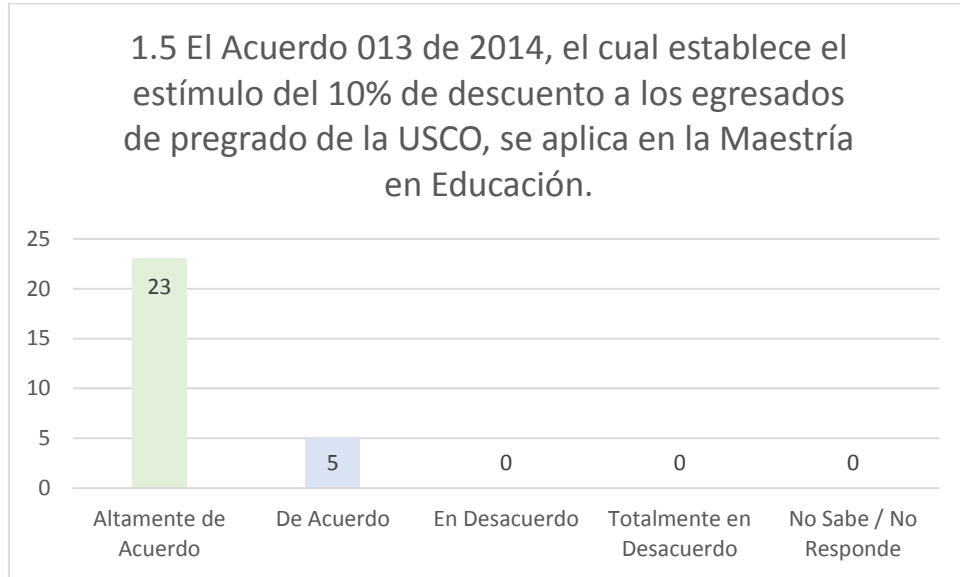 1.5 El Acuerdo 013 de 2014, el cual establece el
estímulo del 10% de descuento a los egresados
de pregrado de la USCO, se aplica en la Maestría
en Educación.
25
20
15
10
5
0
23
5
0
0
0
Altamente de
Acuerdo
De Acuerdo
En Desacuerdo
Totalmente en
Desacuerdo
No Sabe / No
Responde